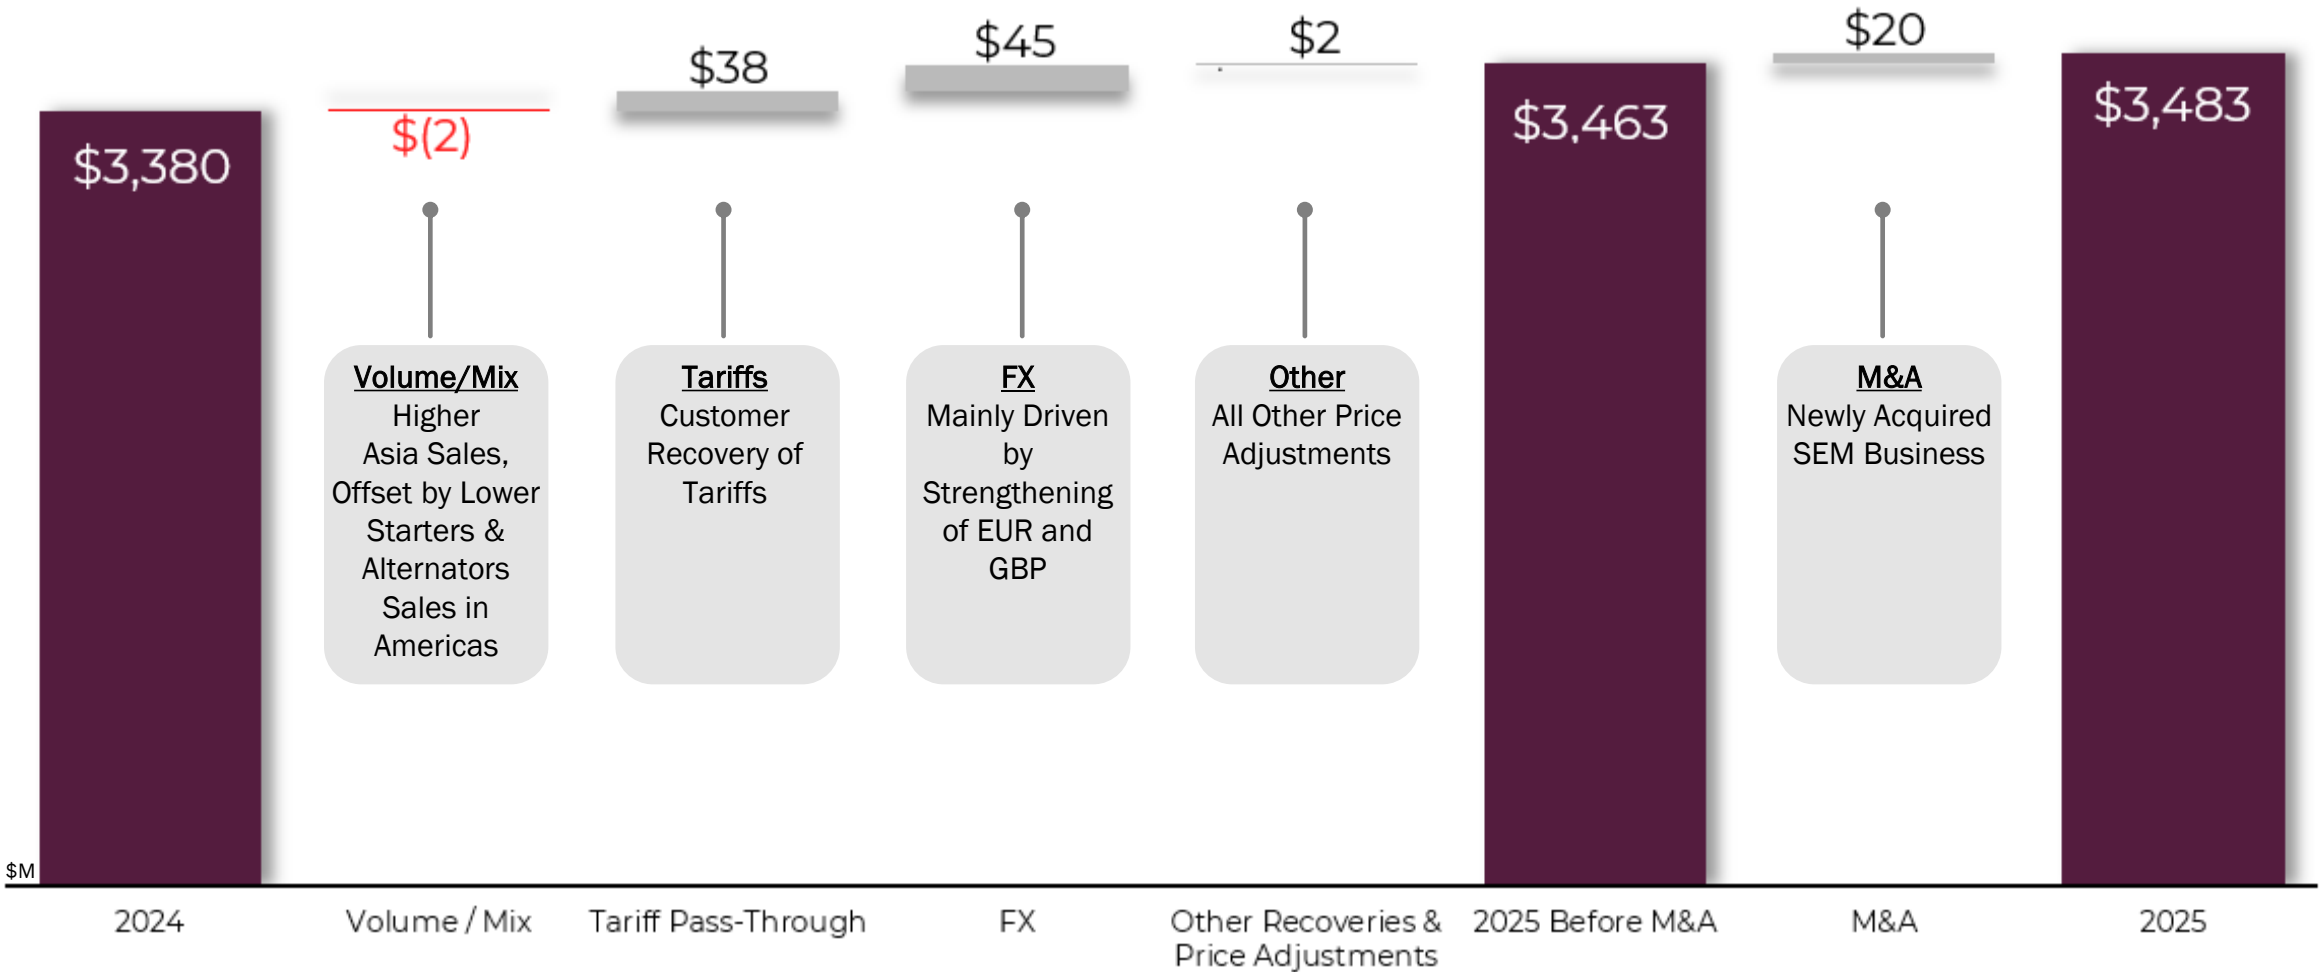 $3,380
$(2)
$38
$45
$2
$3,463
$20
$3,483
Volume/Mix
Higher
Asia Sales,
Offset by Lower
Starters &
Alternators
Sales in
Americas
Tariffs
Customer
Recovery of
Tariffs
FX
Mainly Driven
by
Strengthening
of EUR and
GBP
Other
All Other Price
Adjustments
M&A
Newly Acquired
SEM Business
$M
2024
Volume / Mix
Tariff Pass-Through
FX
Other Recoveries &
Price Adjustments
2025 Before M&A
M&A
2025